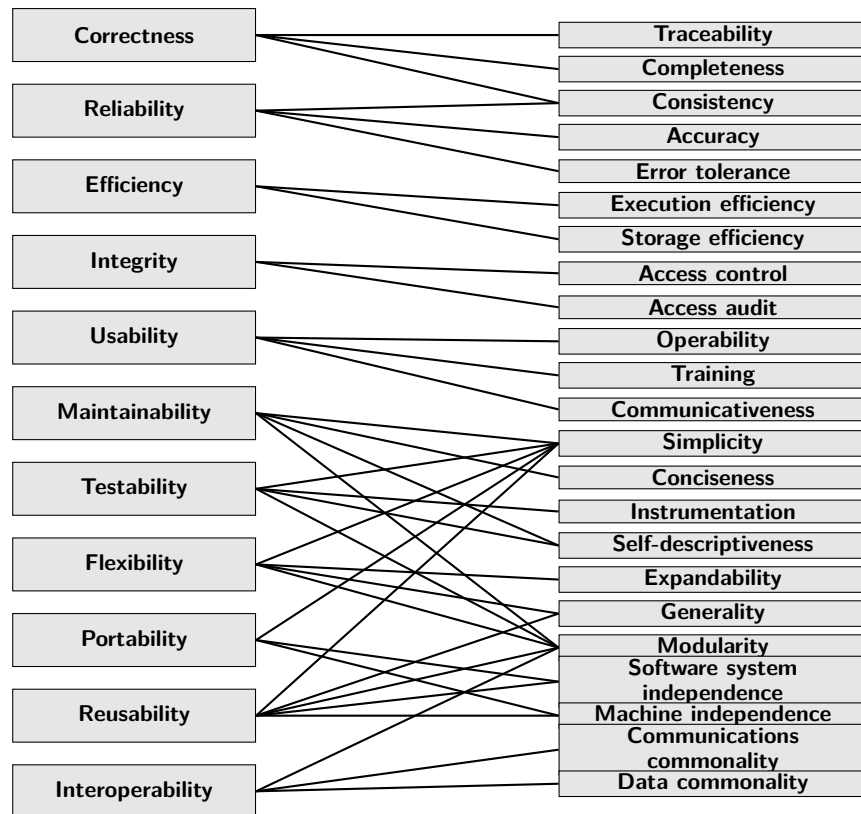 Correctness
Reliability
Efficiency
Integrity
Usability
Maintainability
Testability
Flexibility
Portability
Reusability
Interoperability
Traceability
Completeness
Consistency
Accuracy
Error tolerance
Execution efficiency
Storage efficiency
Access control
Access audit
Operability
Training
Communicativeness
Simplicity
Conciseness
Instrumentation
Self-descriptiveness
Expandability
Generality
Modularity
Software system
independence
Machine independence
Communications
commonality
Data commonality